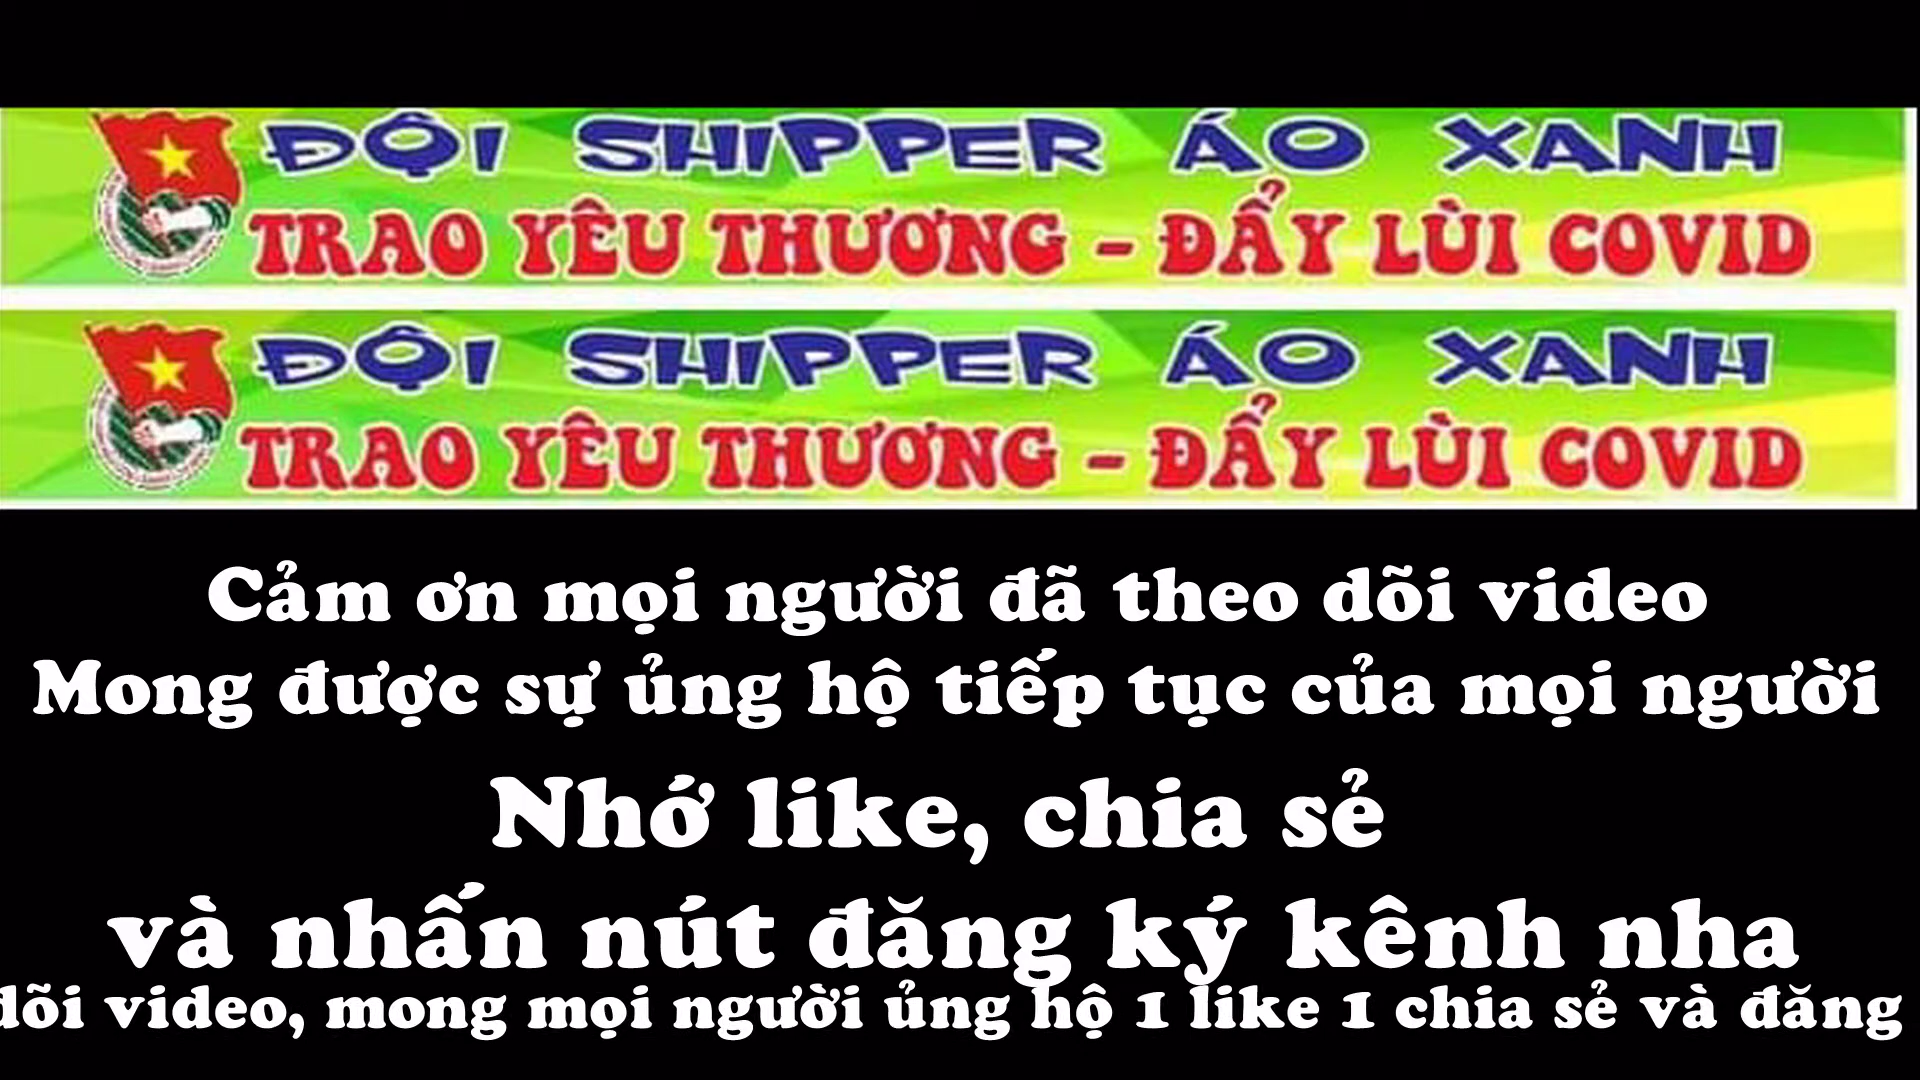 ĐỘI SHIPPER ÁO XANH
TRAO YÊU THƯƠNG - ĐẨY LÙI COVID
ĐỘI SHIPPER ÁO XANH
TRAO YÊU THƯƠNG - ĐẨY LÙI COVID
Cảm ơn mọi người đã theo dõi video
Mong được sự ủng hộ tiếp tục của mọi người
Nhớ like, chia sẻ
và nhấn nút đăng ký kênh nha
dõi video, mong mọi người ủng hộ 1 like 1 chia sẻ và đăng